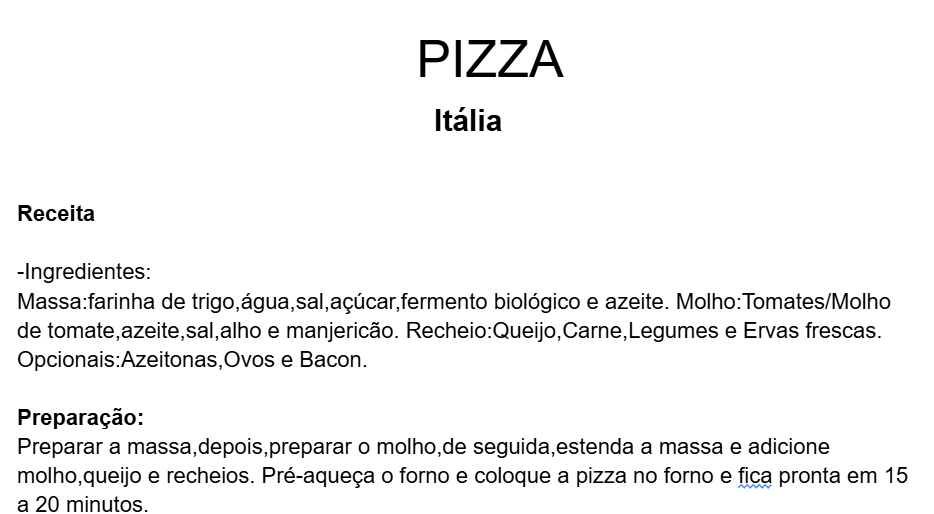 PIZZA
Itália
Receita
-Ingredientes:
Massa:farinha de trigo,água,sal,açúcar,fermento biológico e azeite. Molho:Tomates/Molho
de tomate,azeite,sal,alho e manjericão. Recheio:Queijo,Carne,Legumes e Ervas frescas.
Opcionais:Azeitonas,Ovos e Bacon.
Preparação:
Preparar a massa,depois,preparar o molho,de seguida,estenda a massa e adicione
molho,queijo e recheios. Pré-aqueça o forno e coloque a pizza no forno e fica pronta em 15
a 20 minutos.